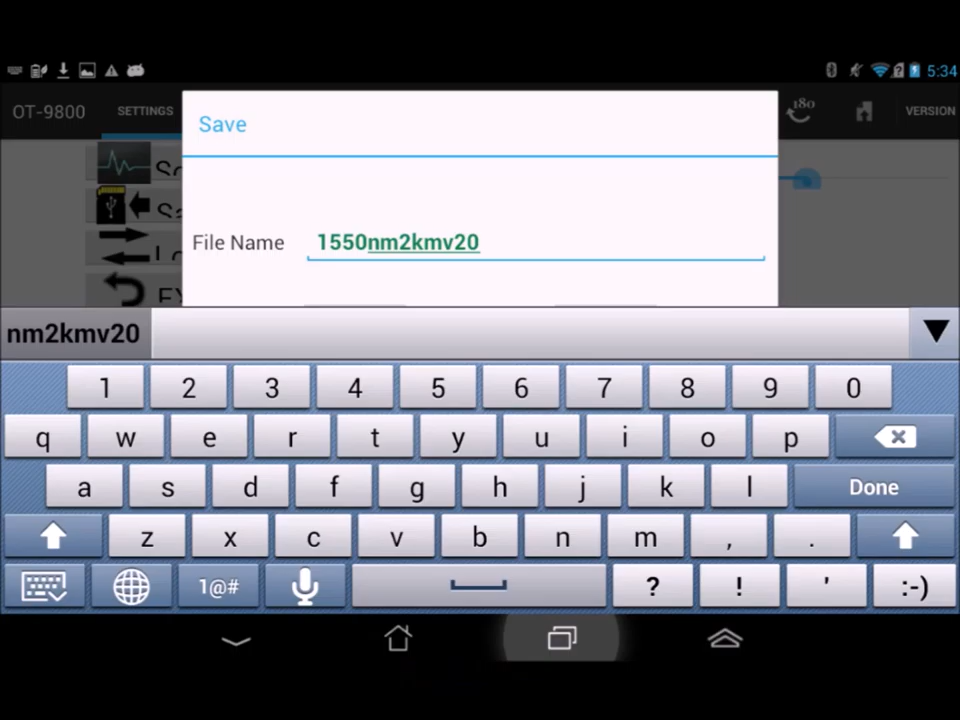 5:34
OT-9800 SETTINGS 180 VERSION
Save
File Name 1550nm2kmv20
nm2kmv20
1 2 3 4 5 6 7 8 9 0
q w e r t y u i o p
a s d f g h j k l Done
z x c v b n m , .
1@# ? ! ' :-)